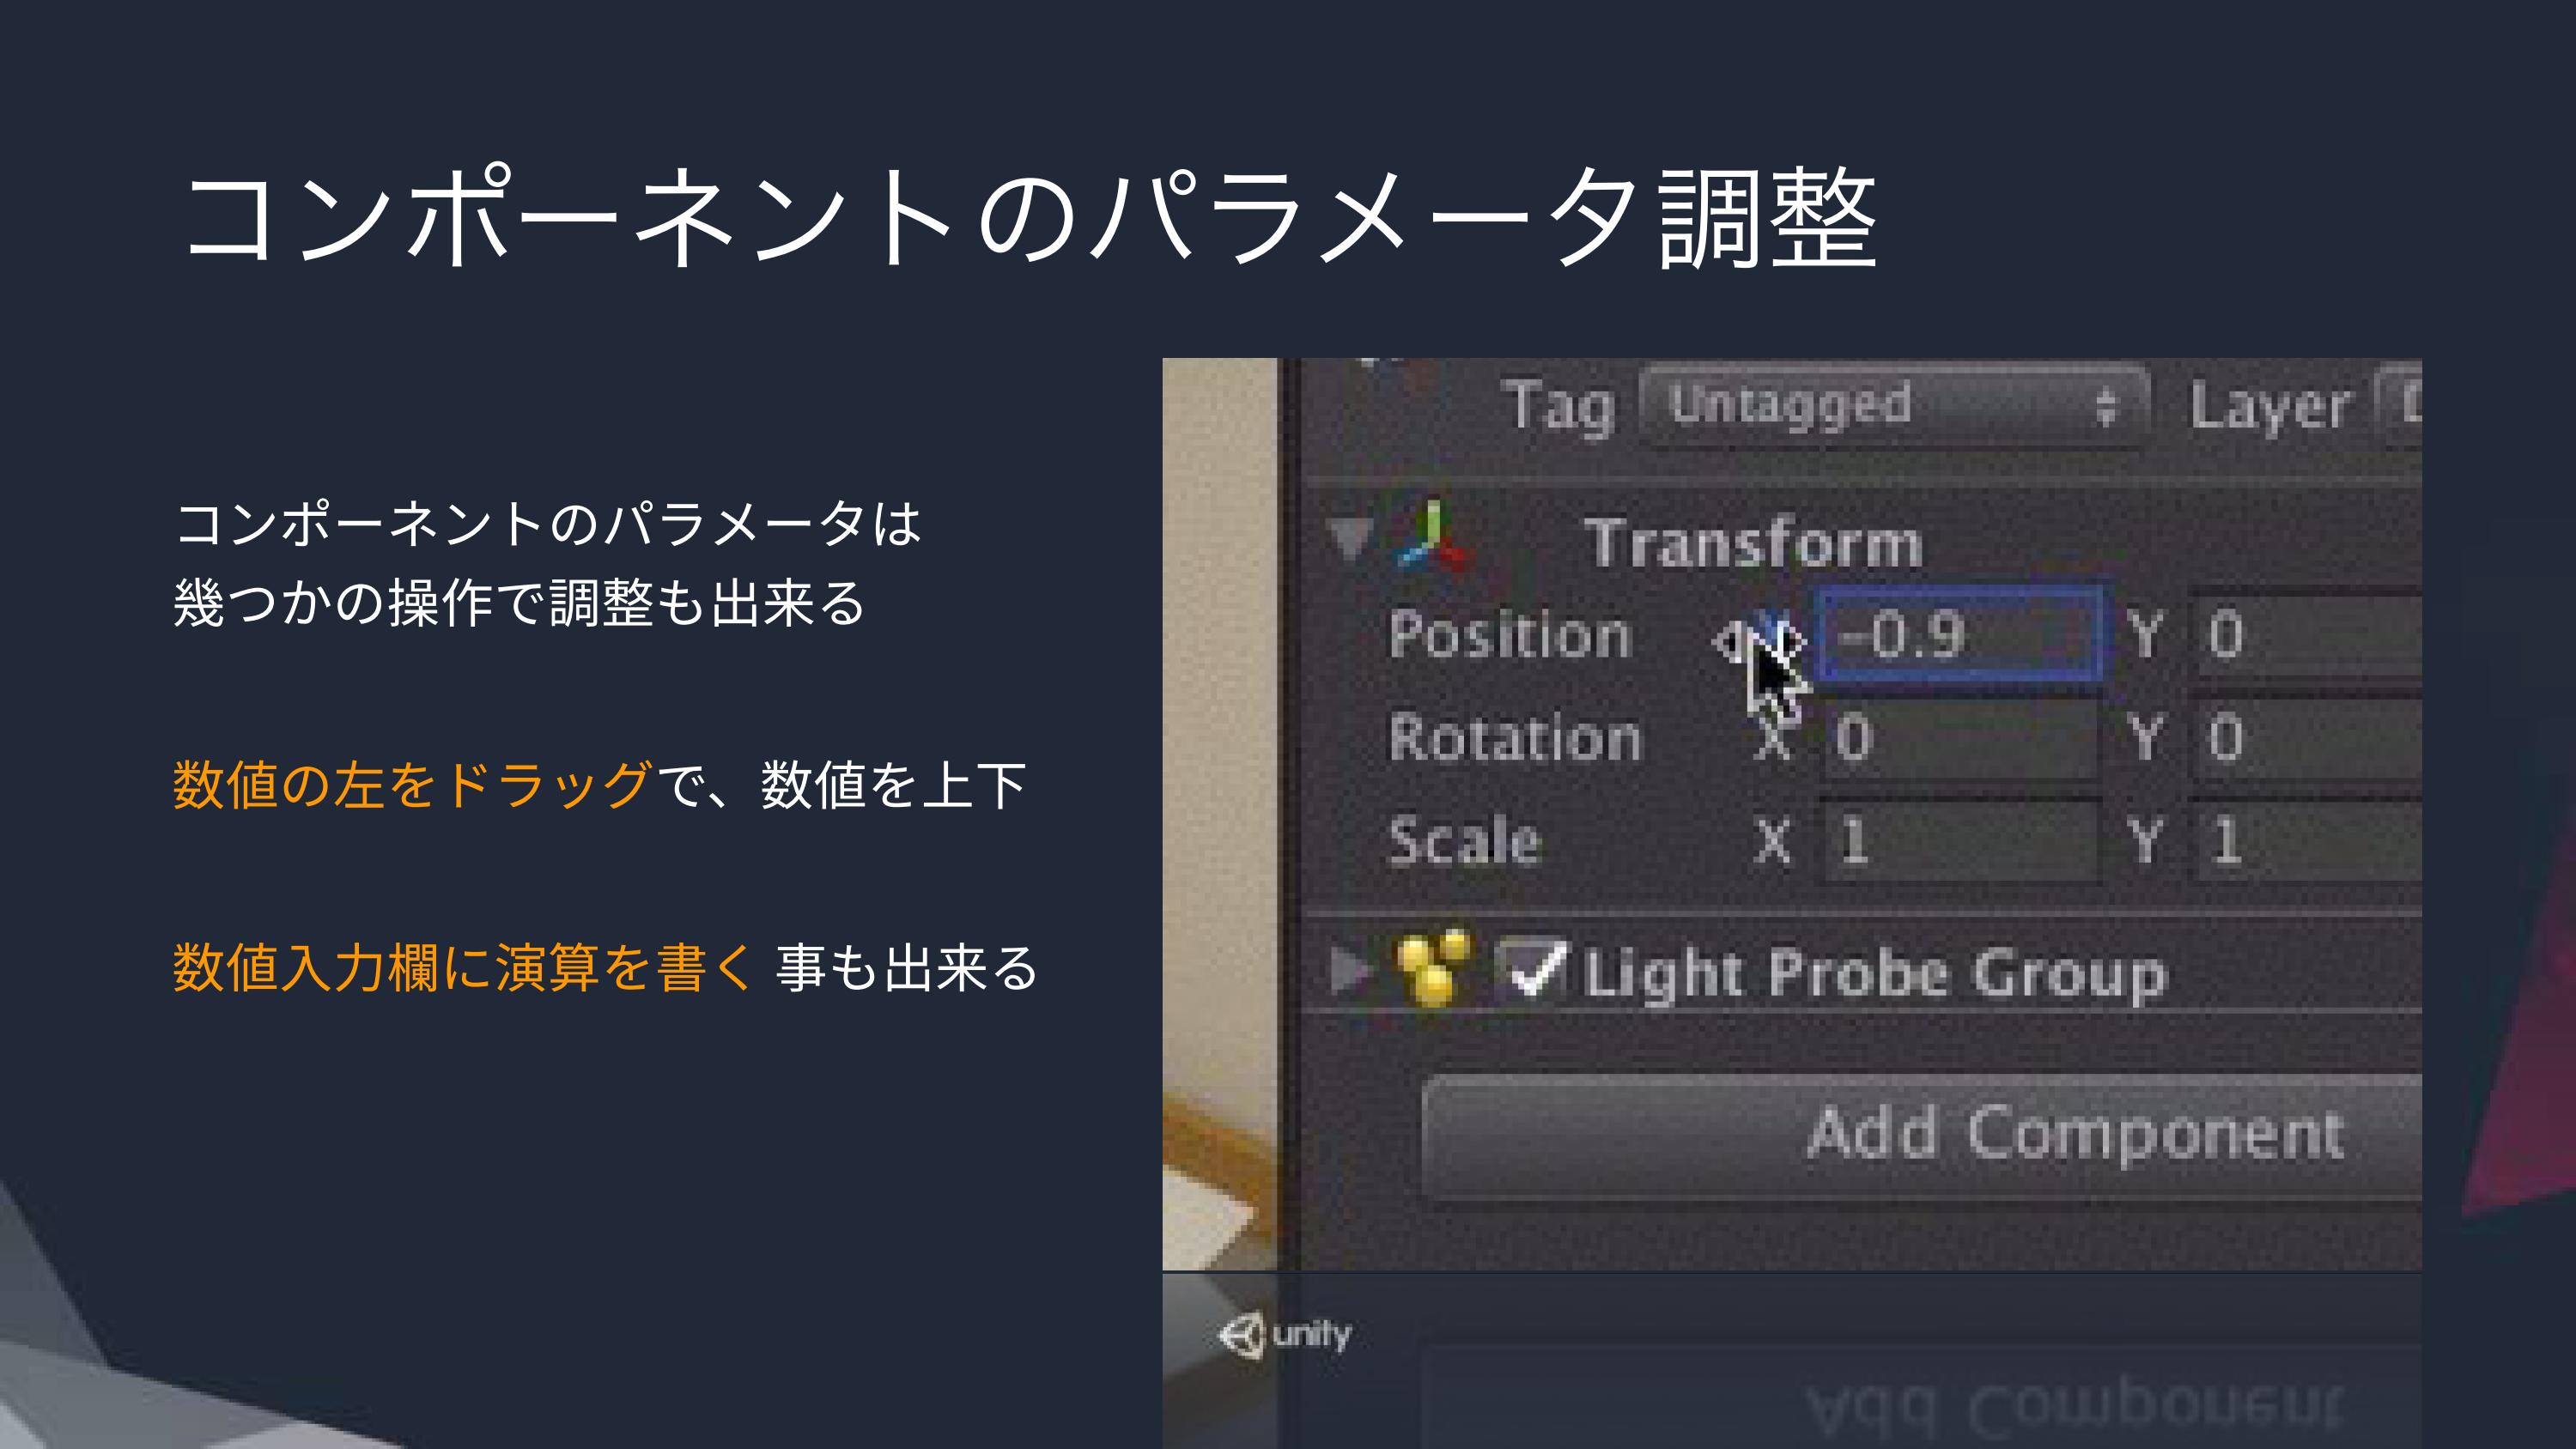 コンポーネントのパラメータ調整
コンポーネントのパラメータは
幾つかの操作で調整も出来る
数値の左をドラッグで、数値を上下
数値入力欄に演算を書く 事も出来る
Tag Untagged Layer
Transform
Position -0.9 Y 0
Rotation X 0 Y 0
Scale X 1 Y 1
Light Probe Group
Add Component
unity
Add Component